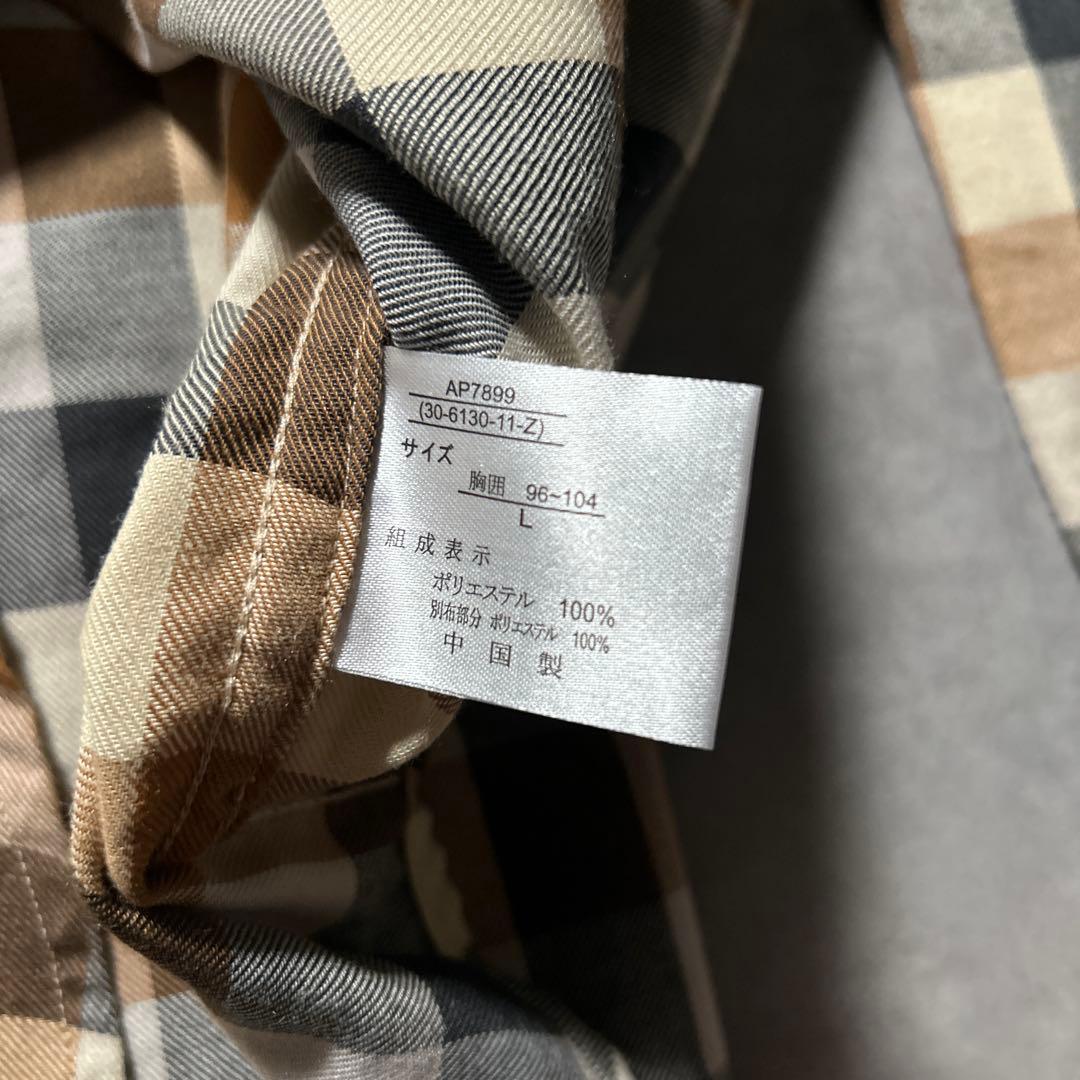 AP7899
(30-6130-11-Z)
サイズ
胸囲 96~104
L
組成表示
ポリエステル 100%
別布部分 ポリエステル 100%
中国製